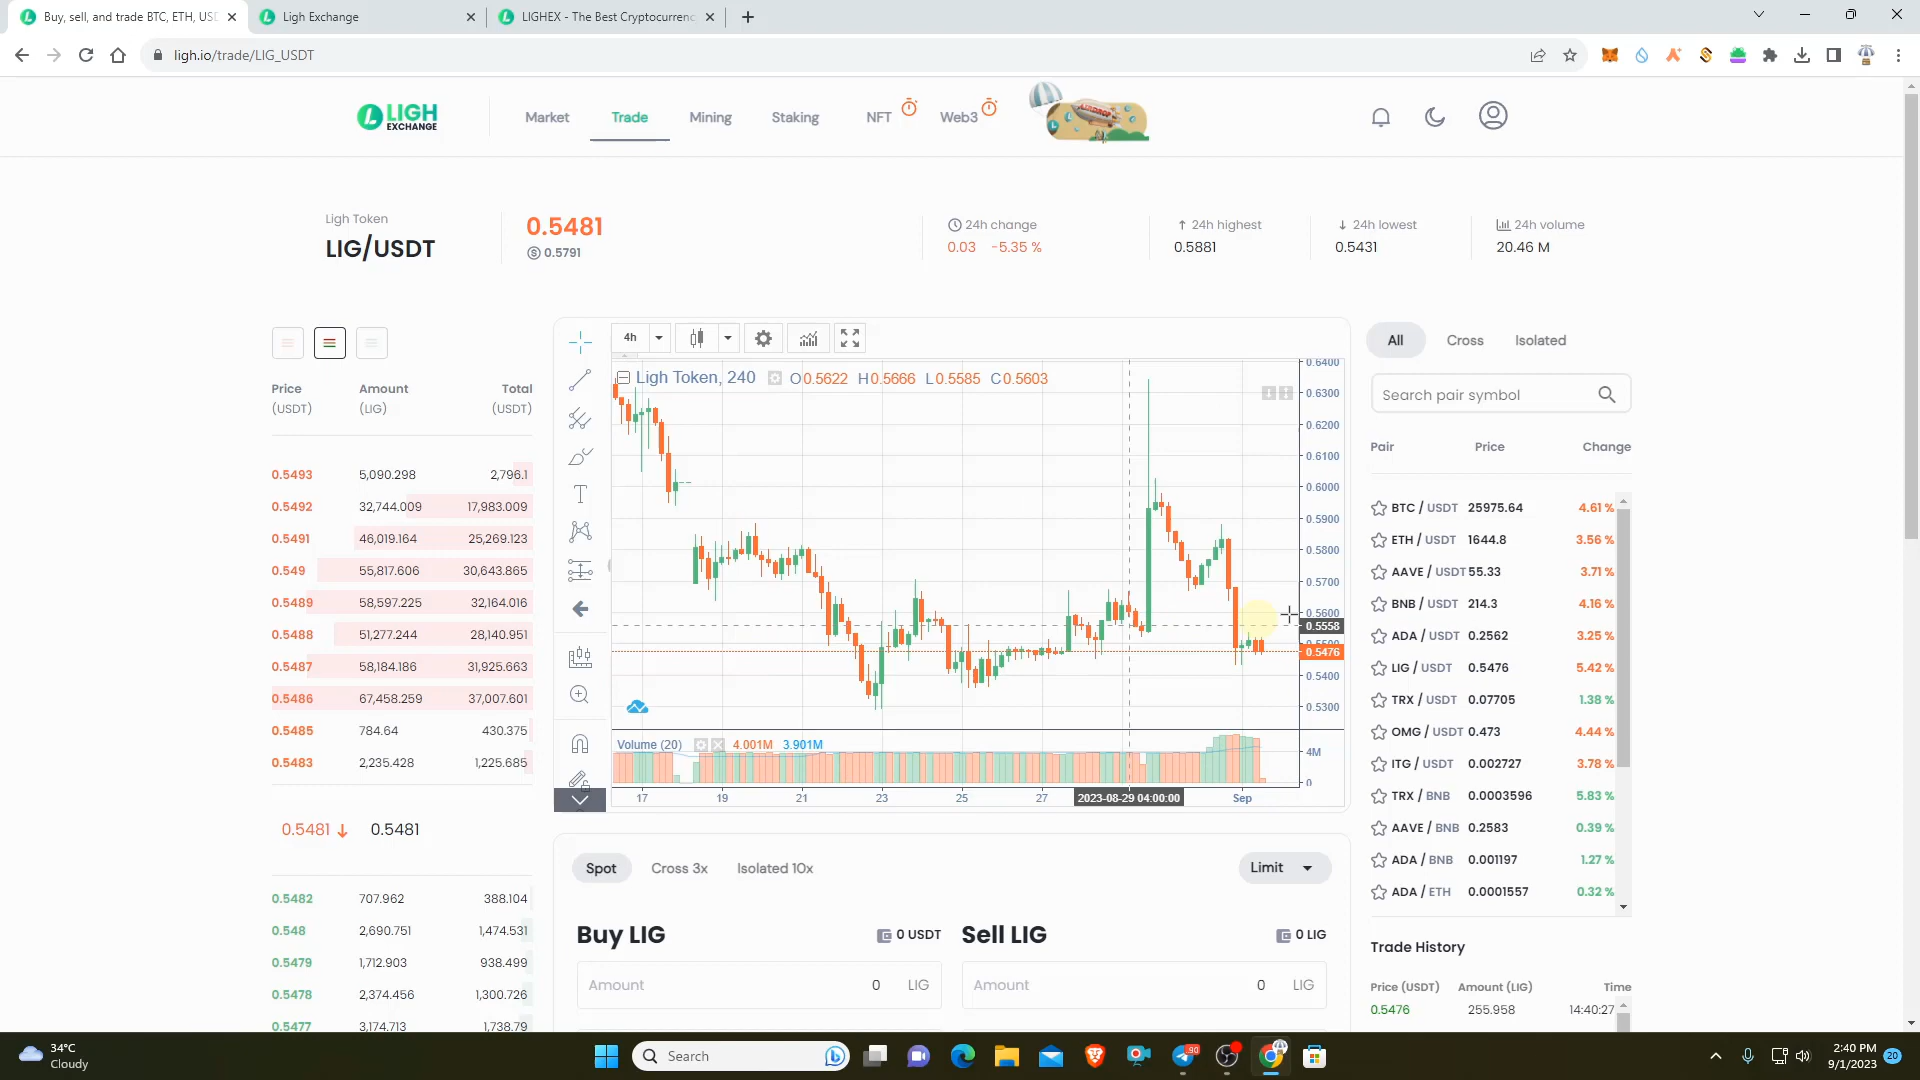 Buy, sell, and trade BTC, ETH, USD
Ligh Exchange
LIGHEX - The Best Cryptocurrenc
ligh.io/trade/LIG_USDT
LIGH
EXCHANGE
Market
Trade
Mining
Staking
NFT
Web3
AIRDROP
Ligh Token
LIG/USDT
0.5481
0.5791
24h change
0.03 -5.35 %
24h highest
0.5881
24h lowest
0.5431
24h volume
20.46 M
Price Amount Total
(USDT) (LIG) (USDT)
0.5493 5,090.298 2,796.1
0.5492 32,744.009 17,983.009
0.5491 46,019.164 25,269.123
0.549 55,817.606 30,643.865
0.5489 58,597.225 32,164.016
0.5488 51,277.244 28,140.951
0.5487 58,184.186 31,925.663
0.5486 67,458.259 37,007.601
0.5485 784.64 430.375
0.5483 2,235.428 1,225.685
0.5481 0.5481
0.5482 707.962 388.104
0.548 2,690.751 1,474.531
0.5479 1,712.903 938.499
0.5478 2,374.456 1,300.726
0.5477 3,174.713 1,738.79
4h
Ligh Token, 240 O0.5622 H0.5666 L0.5585 C0.5603
0.6400
0.6300
0.6200
0.6100
0.6000
0.5900
0.5800
0.5700
0.5600
0.5558
0.5500
0.5476
0.5400
0.5300
Volume (20) 4.001M 3.901M
4M
0
17 19 21 23 25 27 2023-08-29 04:00:00 Sep
Spot
Cross 3x
Isolated 10x
Limit
Buy LIG 0 USDT
Sell LIG 0 LIG
Amount 0 LIG
Amount 0 LIG
All
Cross
Isolated
Search pair symbol
Pair Price Change
BTC / USDT 25975.64 4.61 %
ETH / USDT 1644.8 3.56 %
AAVE / USDT 55.33 3.71 %
BNB / USDT 214.3 4.16 %
ADA / USDT 0.2562 3.25 %
LIG / USDT 0.5476 5.42 %
TRX / USDT 0.07705 1.38 %
OMG / USDT 0.473 4.44 %
ITG / USDT 0.002727 3.78 %
TRX / BNB 0.0003596 5.83 %
AAVE / BNB 0.2583 0.39 %
ADA / BNB 0.001197 1.27 %
ADA / ETH 0.0001557 0.32 %
Trade History
Price (USDT) Amount (LIG) Time
0.5476 255.958 14:40:27
34°C
Cloudy
Search
90
2:40 PM
9/1/2023
20